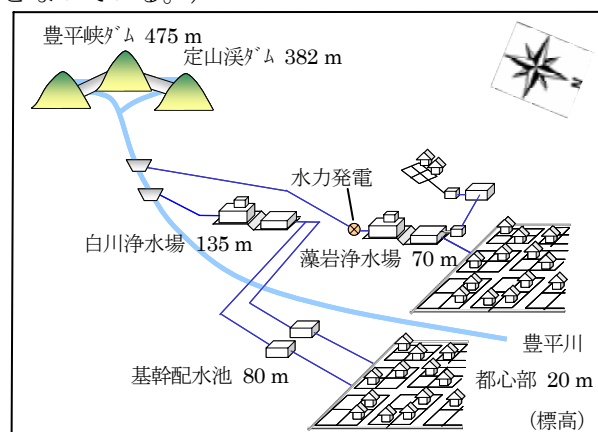 豊平峡ダム 475 m
定山渓ダム 382 m
N
水力発電
白川浄水場 135 m
藻岩浄水場 70 m
豊平川
基幹配水池 80 m
都心部 20 m
(標高)